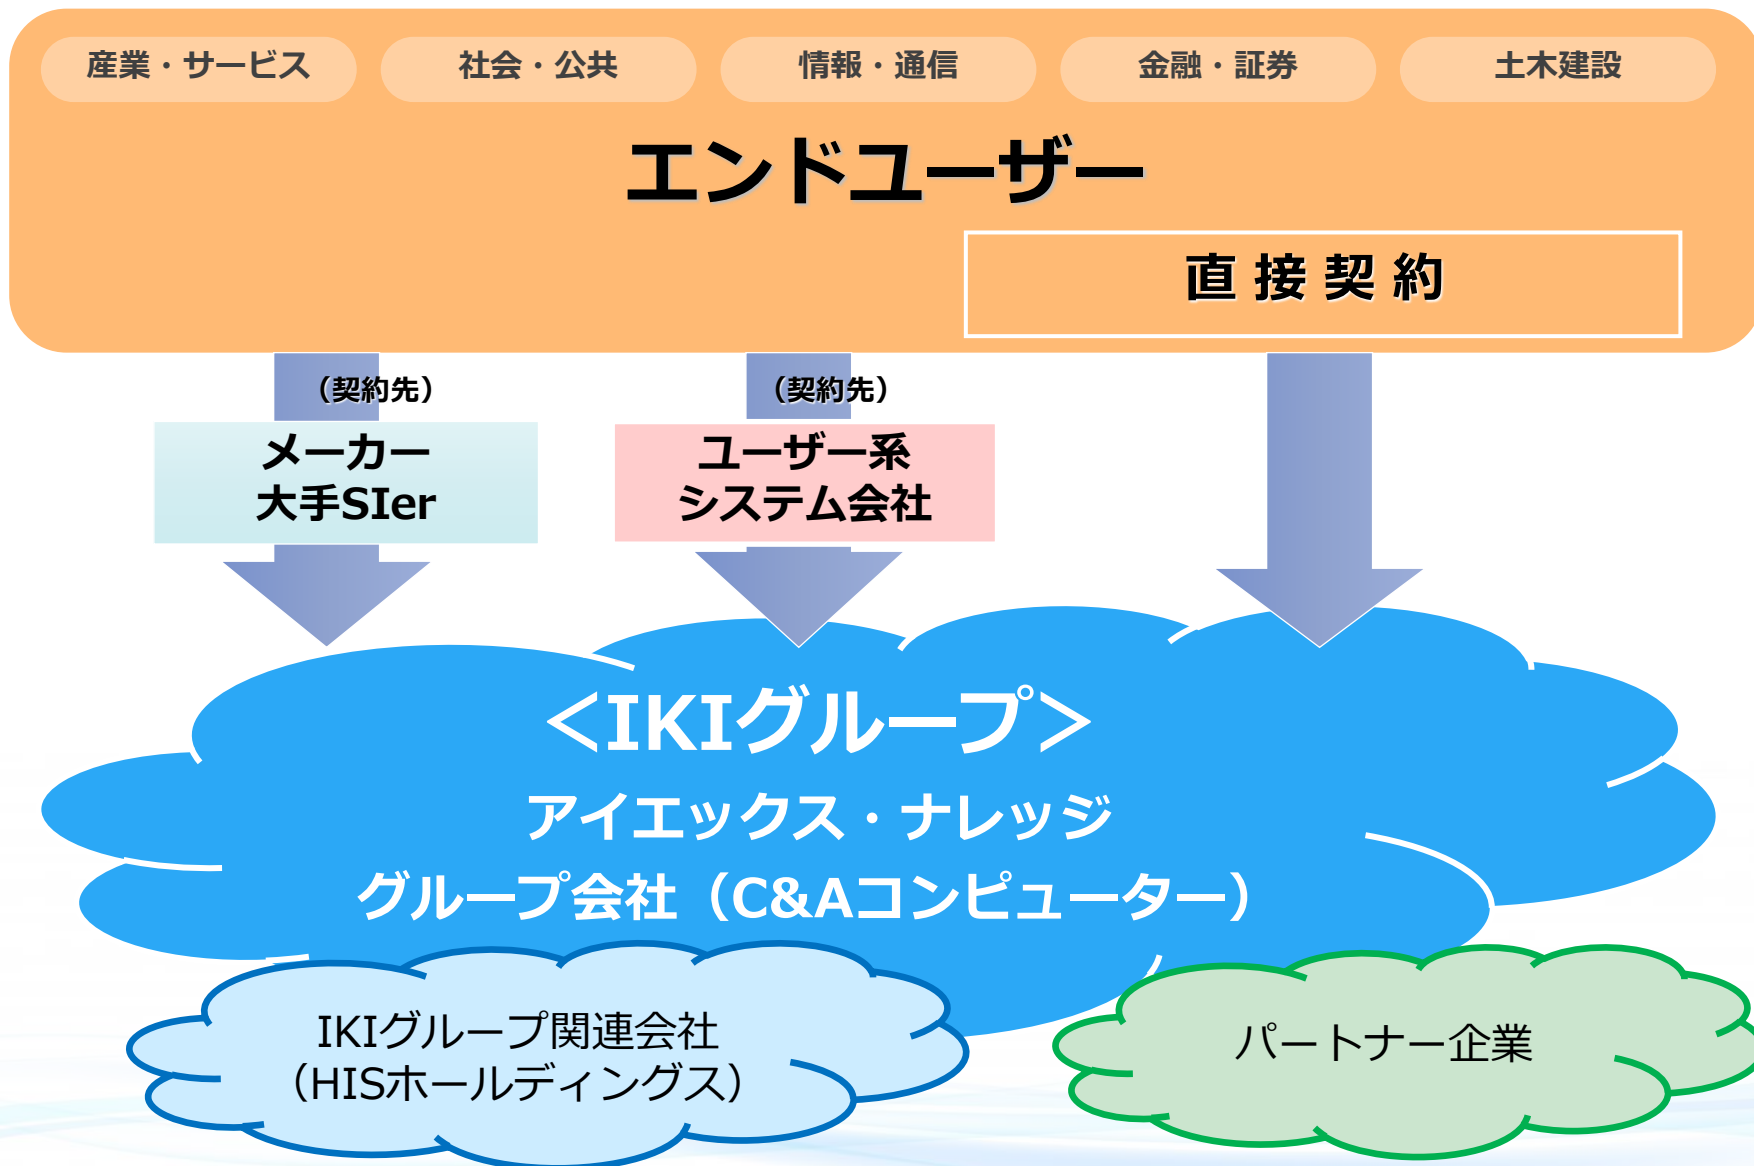 産業・サービス
社会・公共
情報・通信
金融・証券
土木建設
エンドユーザー
直接契約
（契約先）
（契約先）
メーカー
大手SIer
ユーザー系
システム会社
＜IKIグループ＞
アイエックス・ナレッジ
グループ会社（C&Aコンピューター）
IKIグループ関連会社
（HISホールディングス）
パートナー企業